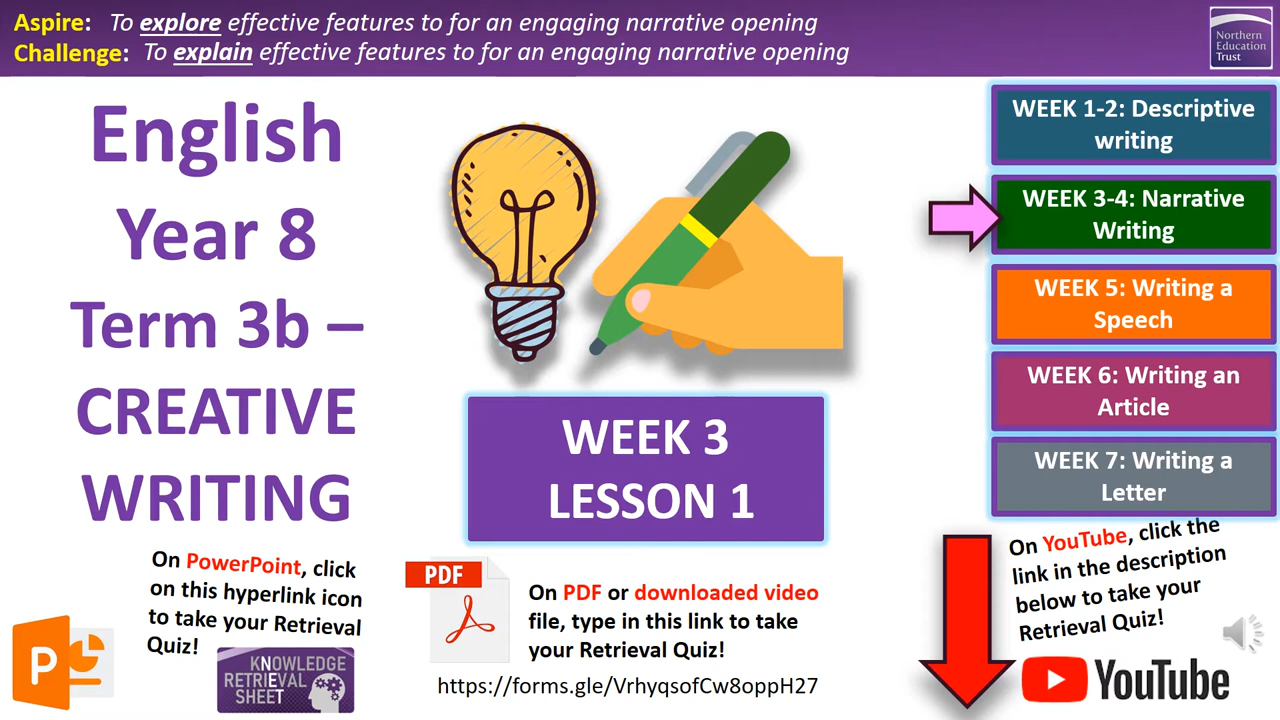 Aspire: To explore effective features to for an engaging narrative opening
Challenge: To explain effective features to for an engaging narrative opening
Northern
Education
Trust
English
Year 8
Term 3b –
CREATIVE
WRITING
WEEK 3
LESSON 1
WEEK 1-2: Descriptive
writing
WEEK 3-4: Narrative
Writing
WEEK 5: Writing a
Speech
WEEK 6: Writing an
Article
WEEK 7: Writing a
Letter
On PowerPoint, click
on this hyperlink icon
to take your Retrieval
Quiz!
P
KNOWLEDGE
RETRIEVAL
SHEET
PDF
On PDF or downloaded video
file, type in this link to take
your Retrieval Quiz!
https://forms.gle/VrhyqsofCw8oppH27
On YouTube, click the
link in the description
below to take your
Retrieval Quiz!
YouTube